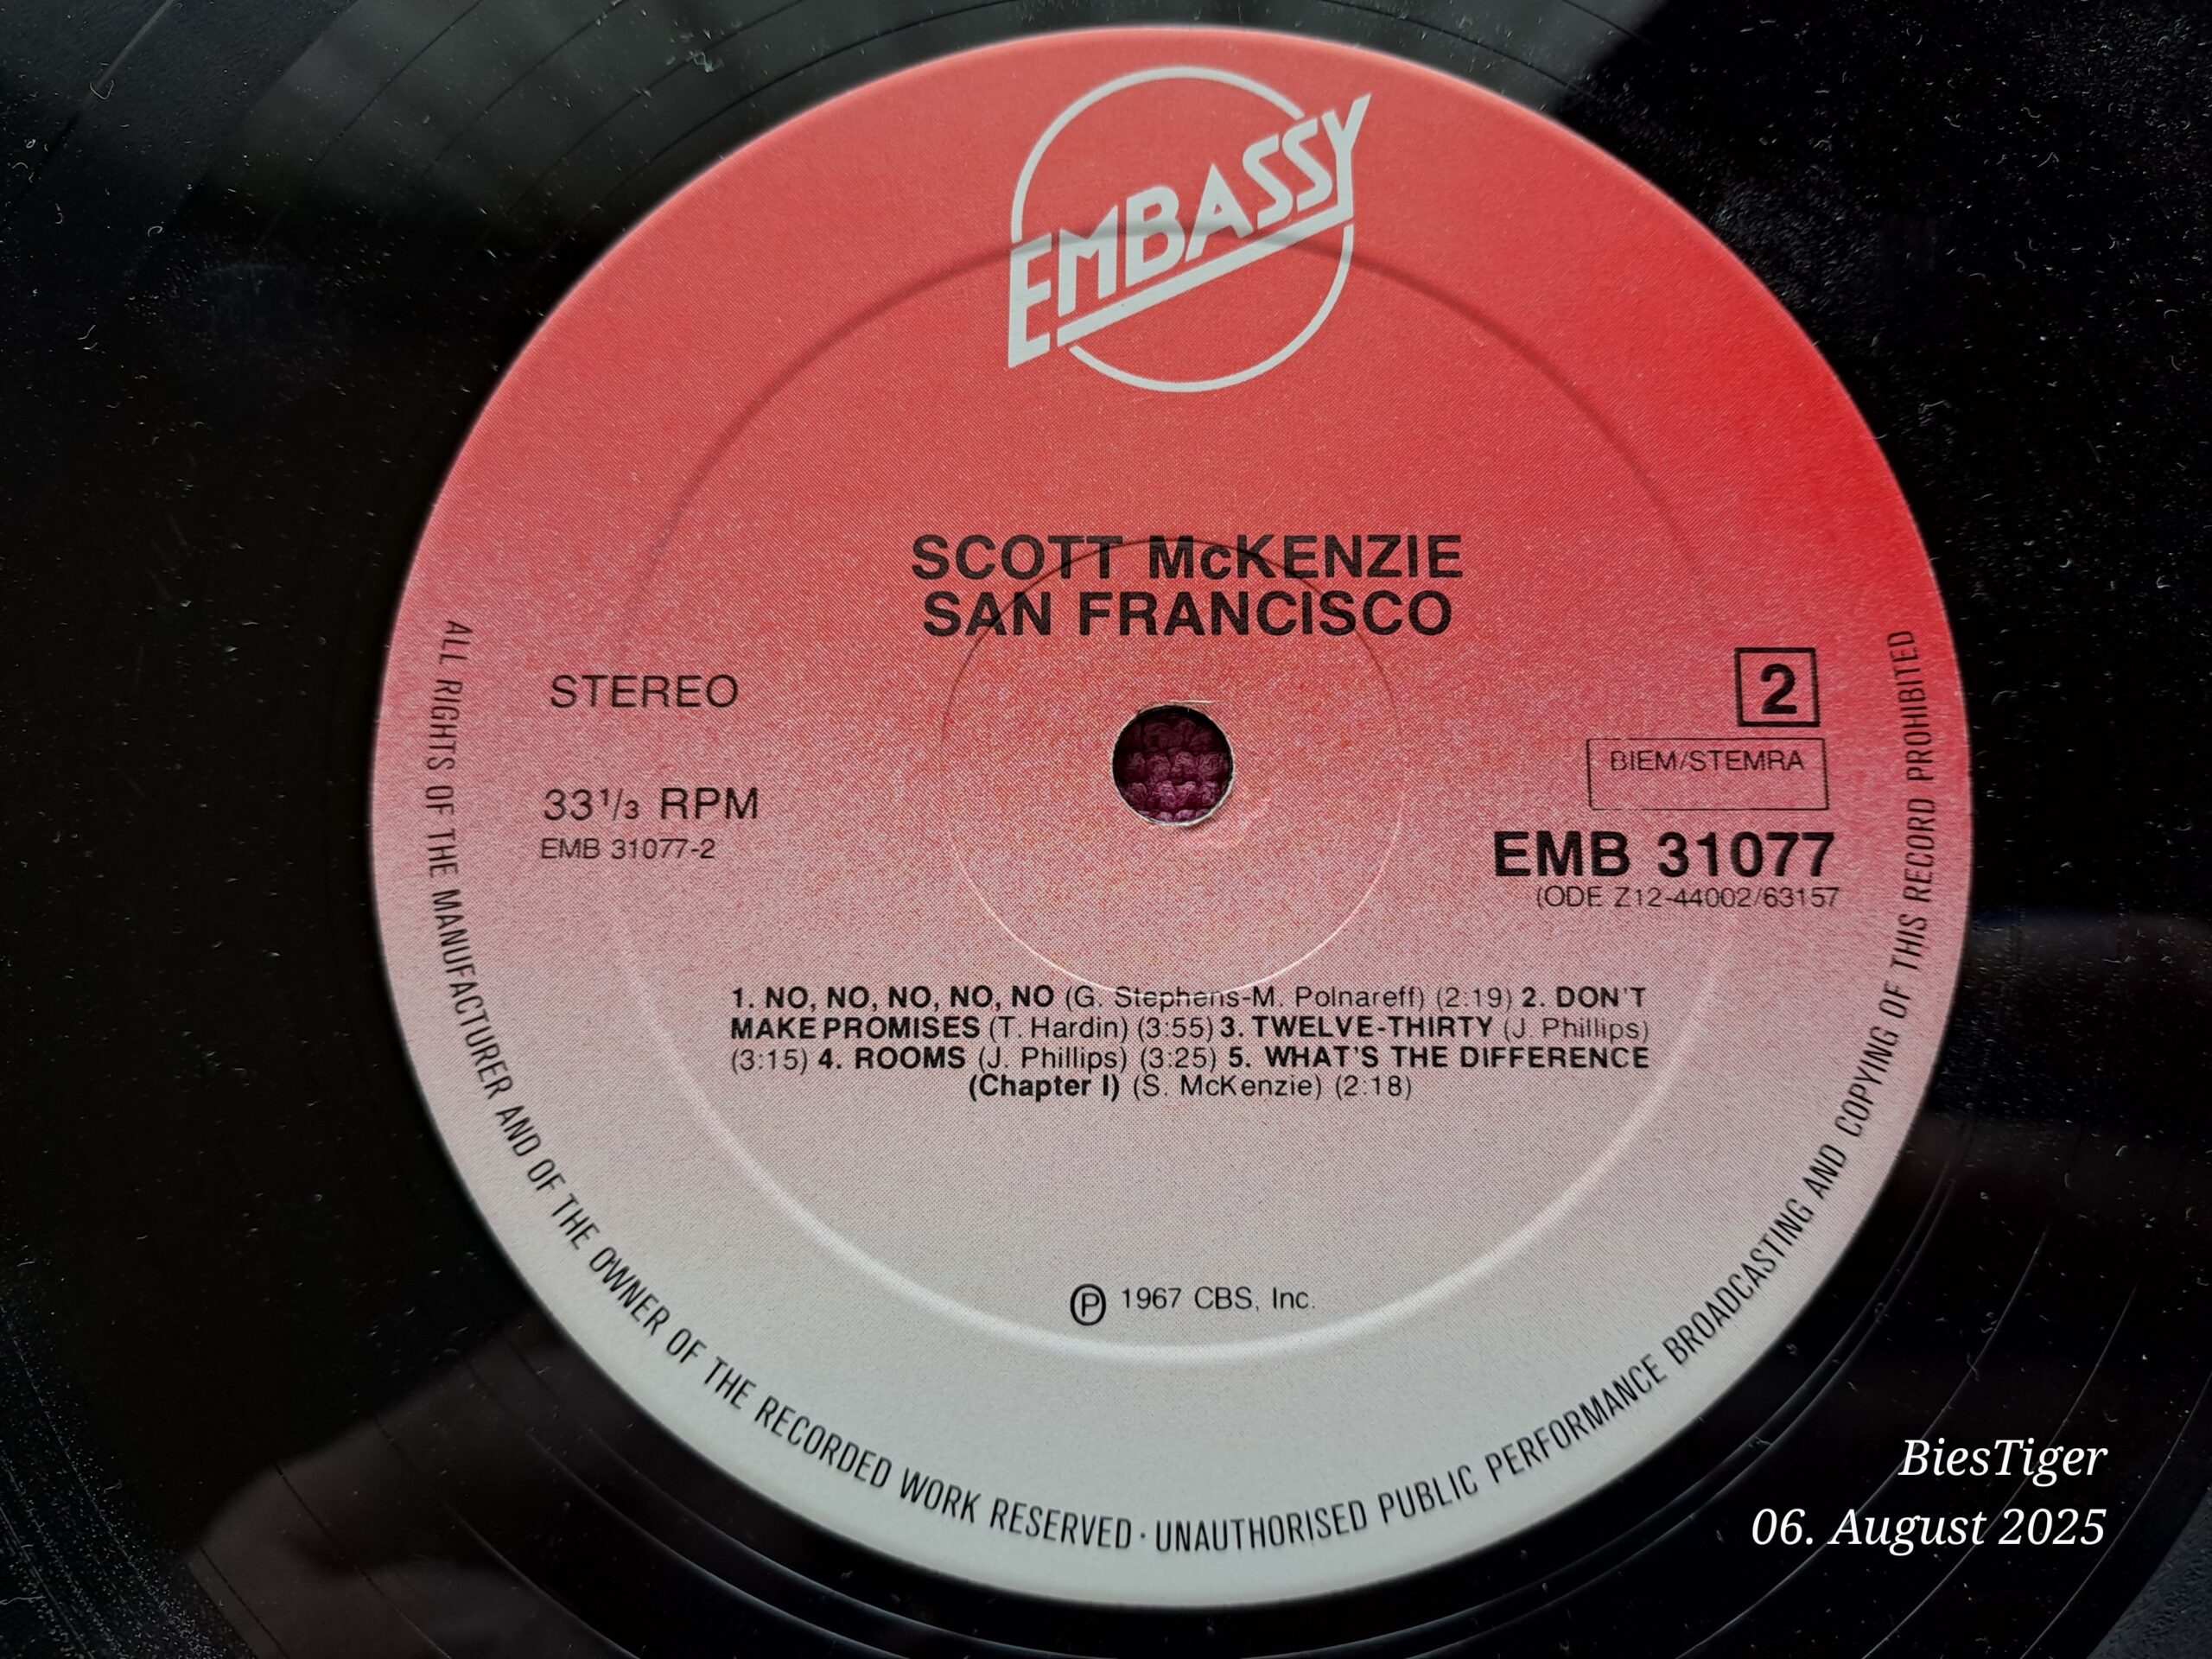 EMBASSY
SCOTT McKENZIE
SAN FRANCISCO
STEREO
2
BIEM/STEMRA
33 1/3 RPM
EMB 31077-2
EMB 31077
(ODE Z12-44002/63157
1. NO, NO, NO, NO, NO (G. Stephens-M. Polnareff) (2:19) 2. DON'T
MAKE PROMISES (T. Hardin) (3:55) 3. TWELVE-THIRTY (J. Phillips)
(3:15) 4. ROOMS (J. Phillips) (3:25) 5. WHAT'S THE DIFFERENCE
(Chapter I) (S. McKenzie) (2:18)
℗ 1967 CBS, Inc.
ALL RIGHTS OF THE MANUFACTURER AND OF THE OWNER OF THE RECORDED WORK RESERVED · UNAUTHORISED PUBLIC PERFORMANCE BROADCASTING AND COPYING OF THIS RECORD PROHIBITED
BiesTiger
06. August 2025